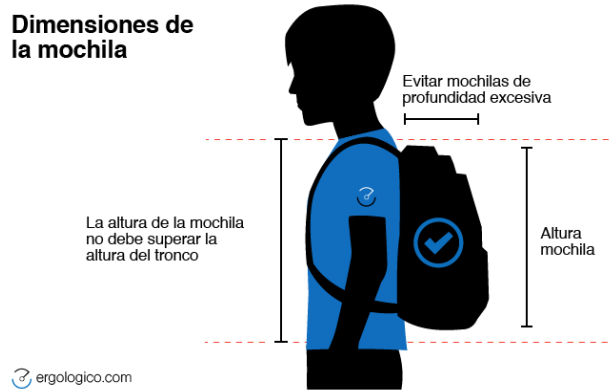 Dimensiones de
la mochila
Evitar mochilas de
profundidad excesiva
La altura de la mochila
no debe superar la
altura del tronco
Altura
mochila
ergologico.com